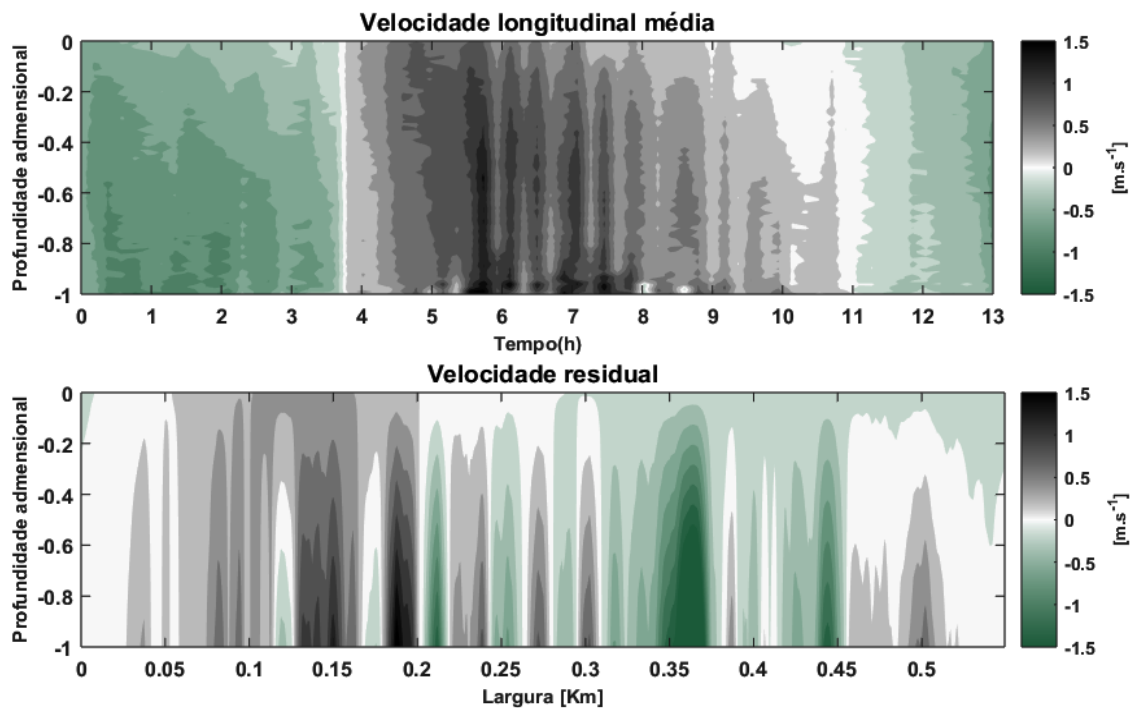 Velocidade longitudinal média
Profundidade admensional
0
-0.2
-0.4
-0.6
-0.8
-1
0 1 2 3 4 5 6 7 8 9 10 11 12 13
Tempo(h)
1.5
1
0.5
0
-0.5
-1
-1.5
[m.s-1]
Velocidade residual
Profundidade admensional
0
-0.2
-0.4
-0.6
-0.8
-1
0 0.05 0.1 0.15 0.2 0.25 0.3 0.35 0.4 0.45 0.5
Largura [Km]
1.5
1
0.5
0
-0.5
-1
-1.5
[m.s-1]